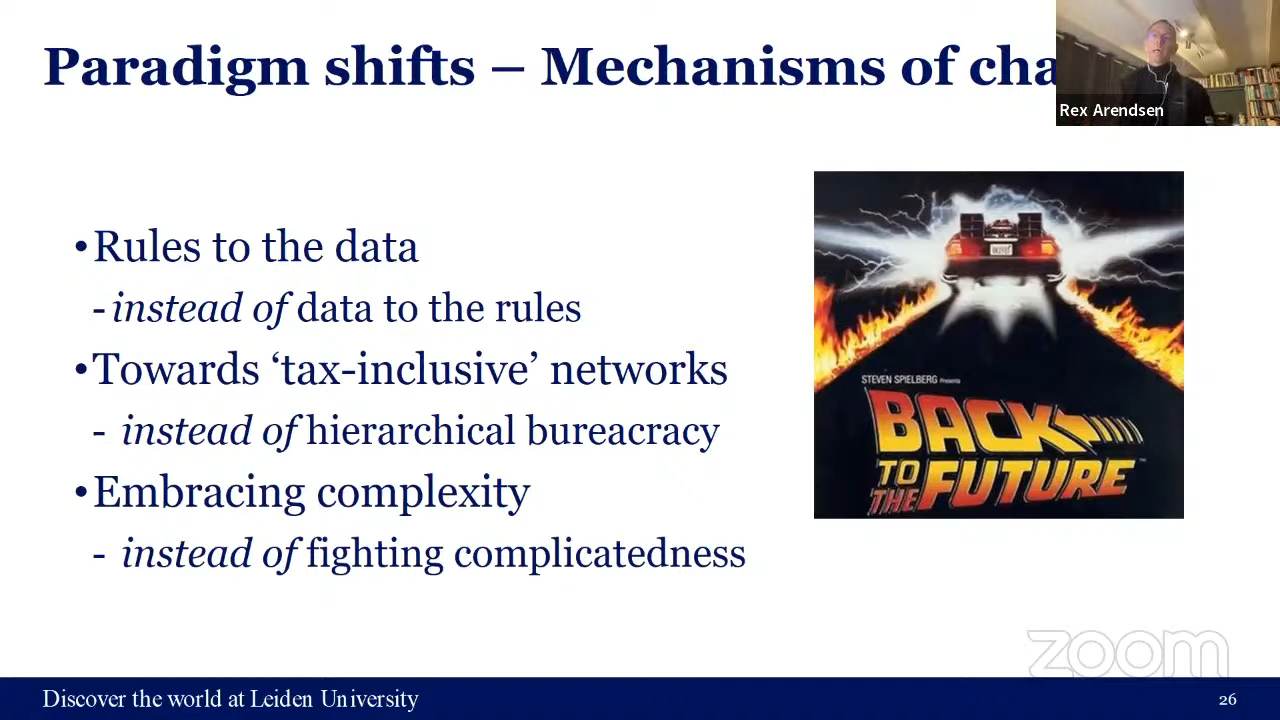 Paradigm shifts – Mechanisms of cha
Rex Arendsen
•Rules to the data
-instead of data to the rules
•Towards ‘tax-inclusive’ networks
- instead of hierarchical bureacracy
•Embracing complexity
- instead of fighting complicatedness
STEVEN SPIELBERG Presents
BACK
TO
THE FUTURE
zoom
Discover the world at Leiden University
26